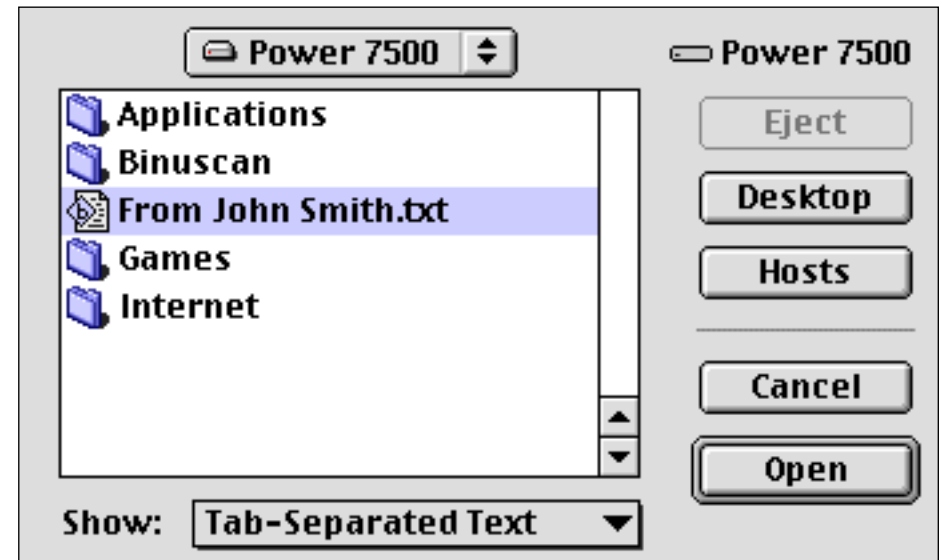 Power 7500
Power 7500
Applications
Binuscan
From John Smith.txt
Games
Internet
Eject
Desktop
Hosts
Cancel
Open
Show: Tab-Separated Text